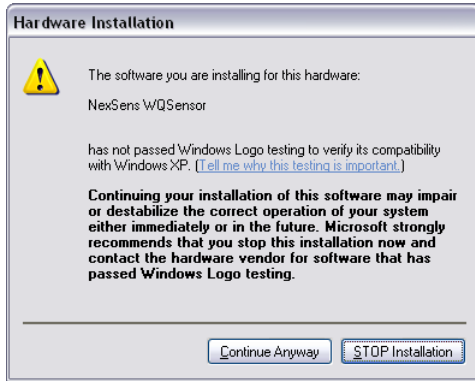 Hardware Installation
The software you are installing for this hardware:
NexSens WQSensor
has not passed Windows Logo testing to verify its compatibility
with Windows XP. (Tell me why this testing is important.)
Continuing your installation of this software may impair
or destabilize the correct operation of your system
either immediately or in the future. Microsoft strongly
recommends that you stop this installation now and
contact the hardware vendor for software that has
passed Windows Logo testing.
Continue Anyway
STOP Installation